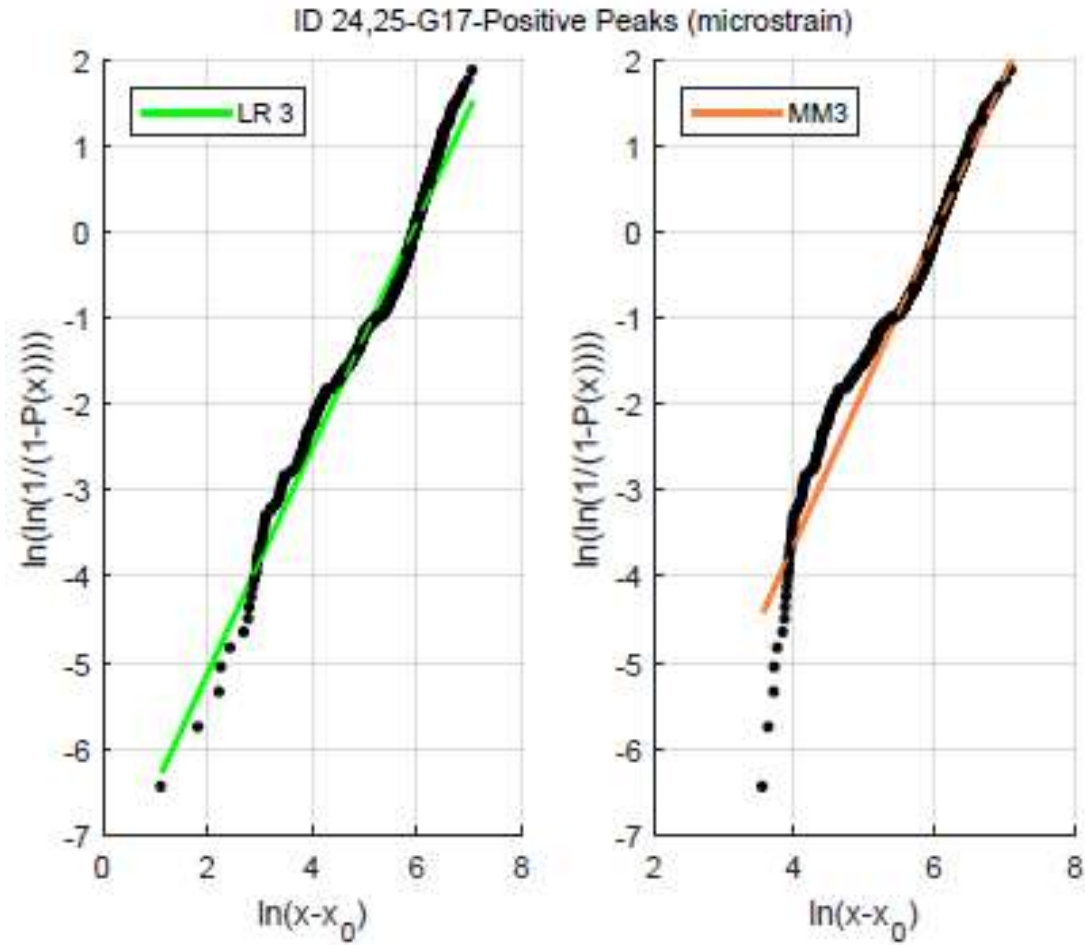 ID 24,25-G17-Positive Peaks (microstrain)
LR 3
ln(ln(1/(1-P(x))))
2
1
0
-1
-2
-3
-4
-5
-6
-7
0 2 4 6 8
ln(x-x0)
MM3
ln(ln(1/(1-P(x))))
2
1
0
-1
-2
-3
-4
-5
-6
-7
2 4 6 8
ln(x-x0)